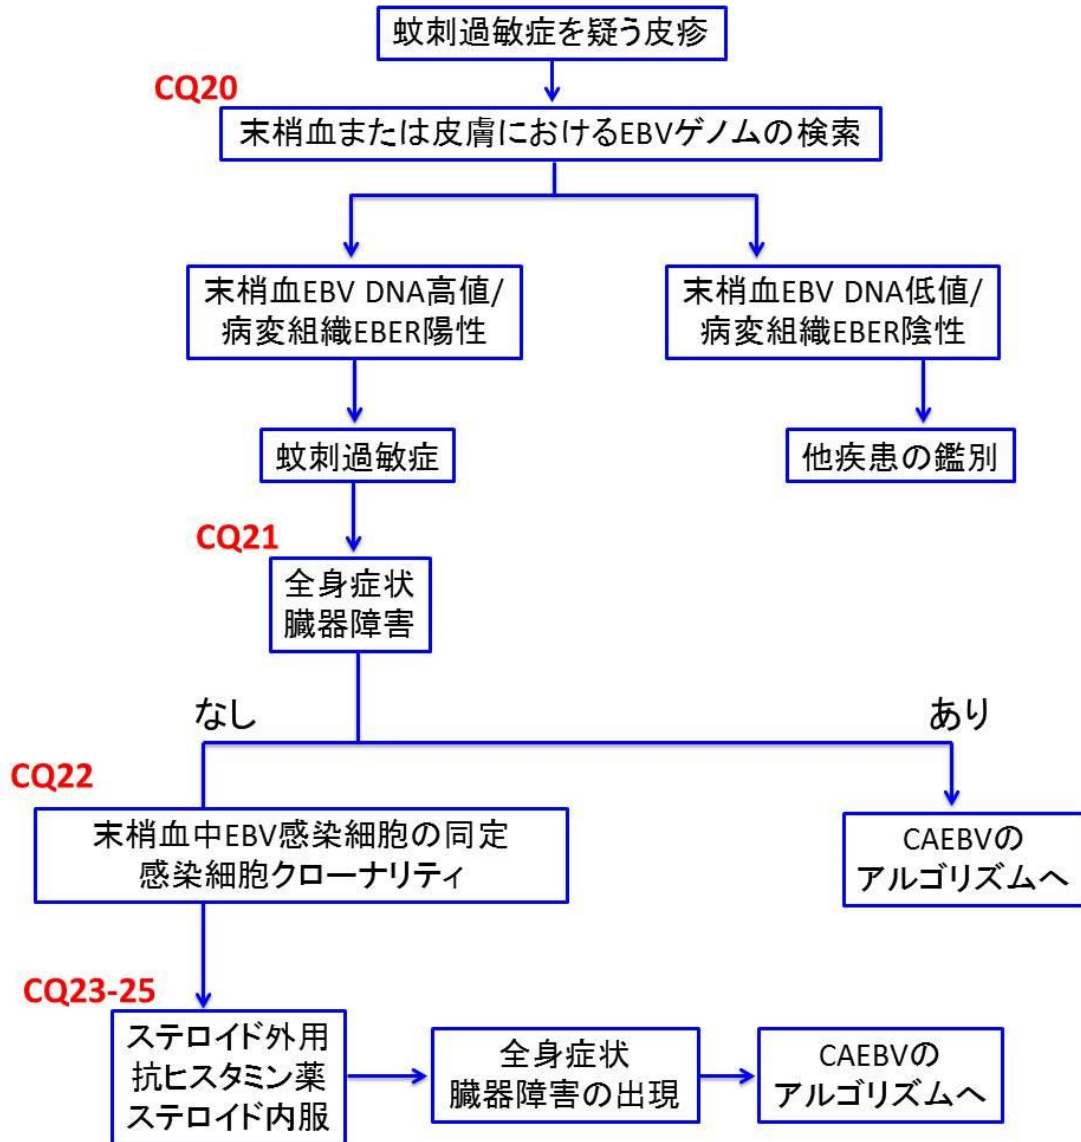 蚊刺過敏症を疑う皮疹
CQ20
末梢血または皮膚におけるEBVゲノムの検索
末梢血EBV DNA高値/
病変組織EBER陽性
末梢血EBV DNA低値/
病変組織EBER陰性
蚊刺過敏症
他疾患の鑑別
CQ21
全身症状
臓器障害
なし
あり
CQ22
末梢血中EBV感染細胞の同定
感染細胞クローナリティ
CAEBVの
アルゴリズムへ
CQ23-25
ステロイド外用
抗ヒスタミン薬
ステロイド内服
全身症状
臓器障害の出現
CAEBVの
アルゴリズムへ